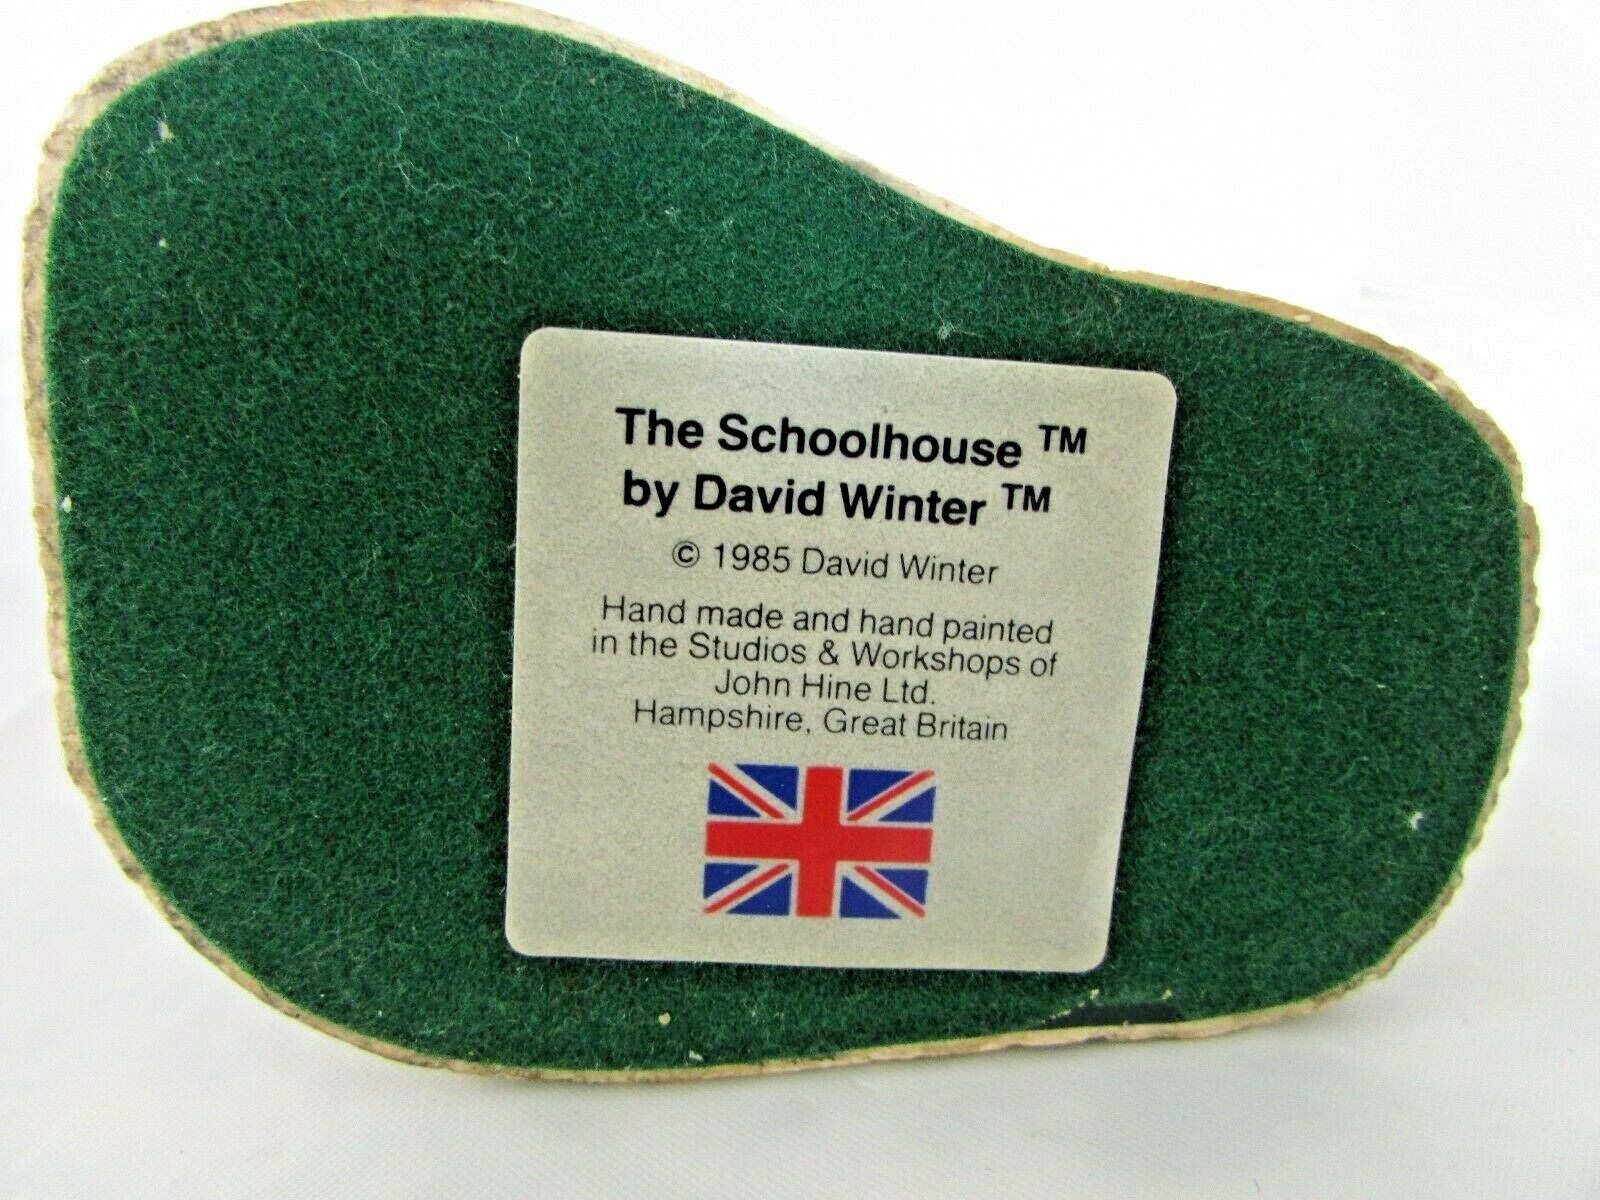 The Schoolhouse ™
by David Winter ™
© 1985 David Winter
Hand made and hand painted
in the Studios & Workshops of
John Hine Ltd.
Hampshire, Great Britain